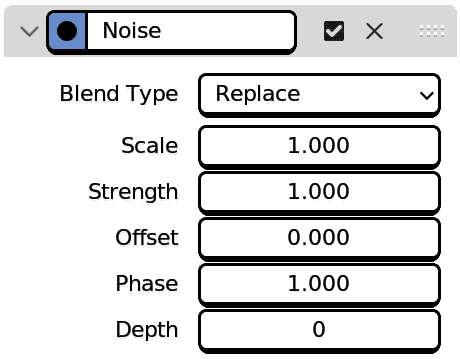 Noise
Blend Type Replace
Scale 1.000
Strength 1.000
Offset 0.000
Phase 1.000
Depth 0